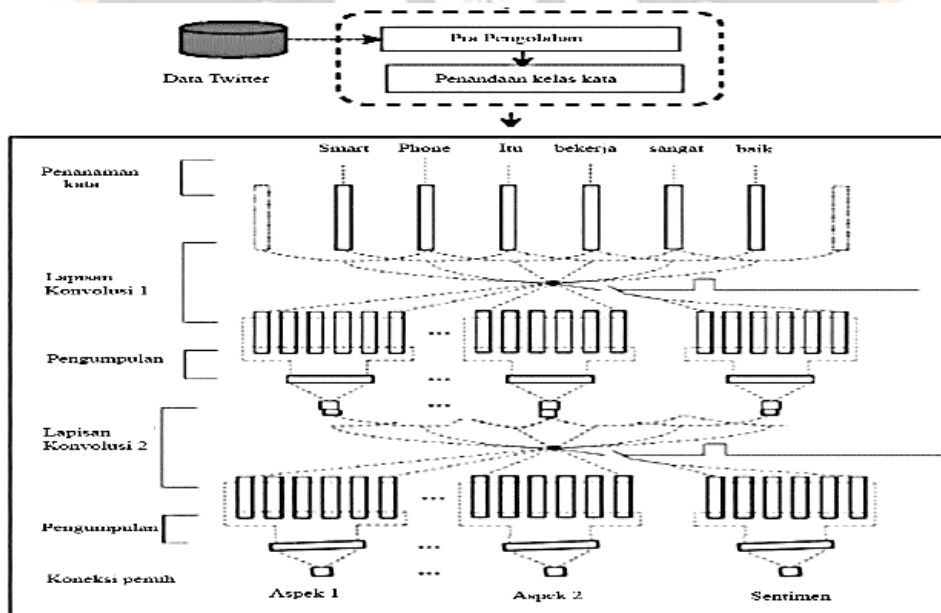 Pra Pengolahan
Data Twitter
Penandaan kelas kata
Smart Phone Itu bekerja sangat baik
Penanaman
kata
Lapisan
Konvolusi 1
...
Pengumpulan
...
...
Lapisan
Konvolusi 2
...
Pengumpulan
...
Koneksi penuh
...
Aspek 1 Aspek 2 Sentimen